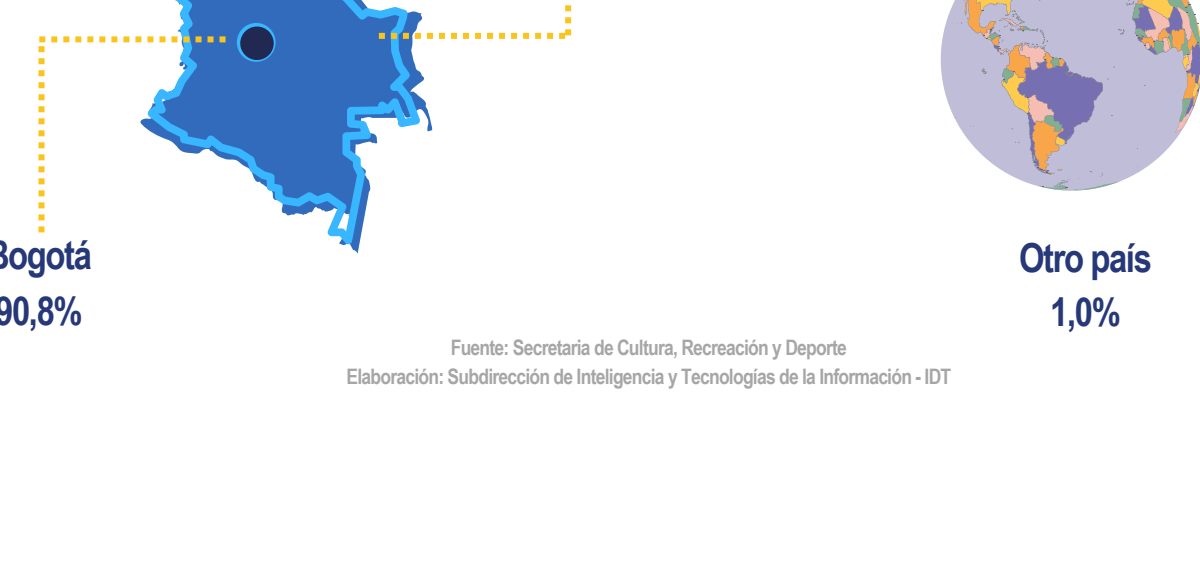 Bogotá
90,8%
Otro país
1,0%
Fuente: Secretaria de Cultura, Recreación y Deporte
Elaboración: Subdirección de Inteligencia y Tecnologías de la Información - IDT